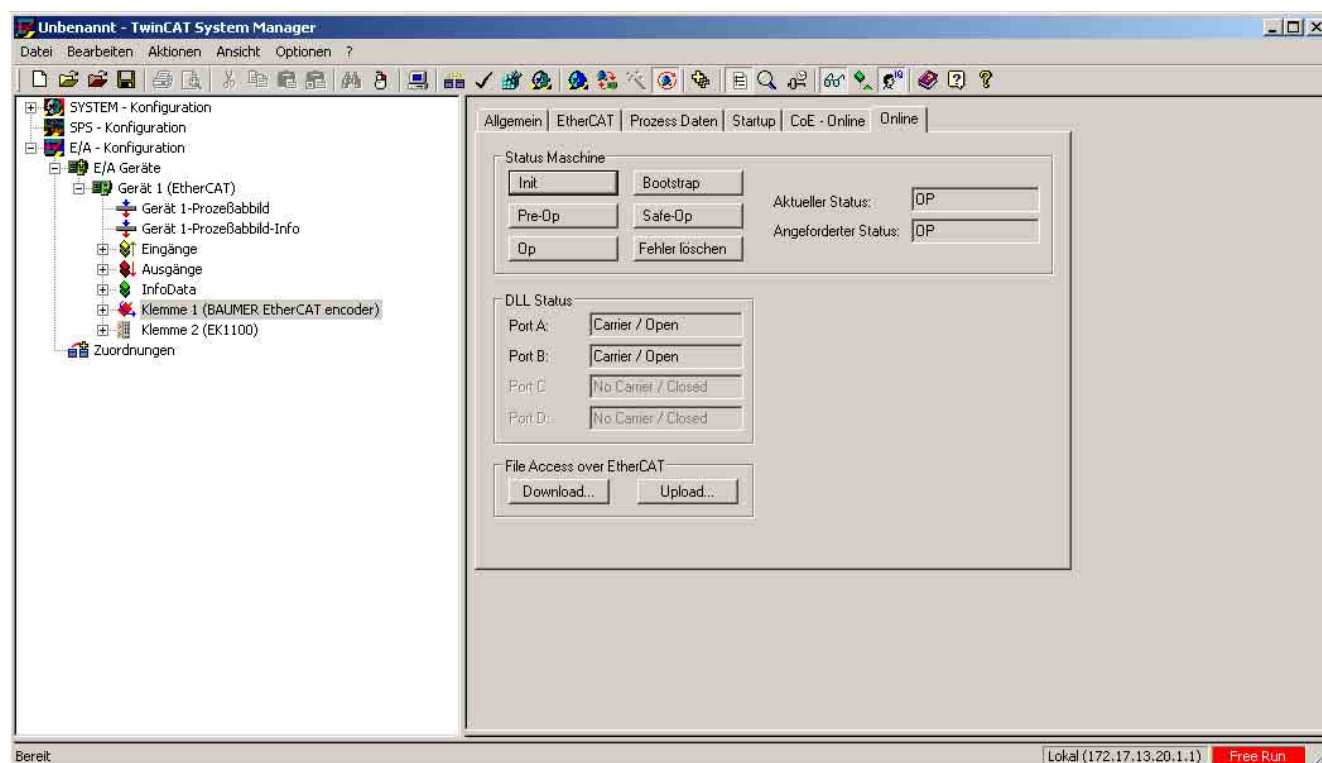 Unbenannt - TwinCAT System Manager
Datei Bearbeiten Aktionen Ansicht Optionen ?
SYSTEM - Konfiguration
SPS - Konfiguration
E/A - Konfiguration
E/A Geräte
Gerät 1 (EtherCAT)
Gerät 1-Prozeßabbild
Gerät 1-Prozeßabbild-Info
Eingänge
Ausgänge
InfoData
Klemme 1 (BAUMER EtherCAT encoder)
Klemme 2 (EK1100)
Zuordnungen
Allgemein EtherCAT Prozess Daten Startup CoE - Online Online
Status Maschine
Init Bootstrap
Pre-Op Safe-Op
Op Fehler löschen
Aktueller Status: OP
Angeforderter Status: OP
DLL Status
Port A: Carrier / Open
Port B: Carrier / Open
Port C: No Carrier / Closed
Port D: No Carrier / Closed
File Access over EtherCAT
Download... Upload...
Bereit Lokal (172.17.13.20.1.1) Free Run